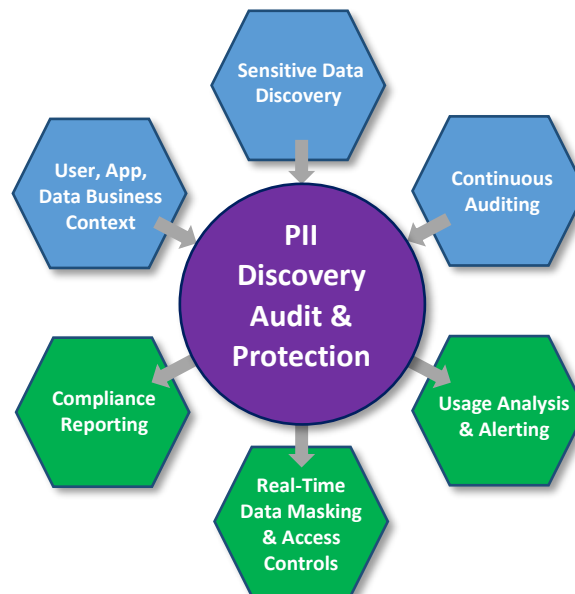 Sensitive Data
Discovery
User, App,
Data Business
Context
Continuous
Auditing
PII
Discovery
Audit &
Protection
Compliance
Reporting
Usage Analysis
& Alerting
Real-Time
Data Masking
& Access
Controls